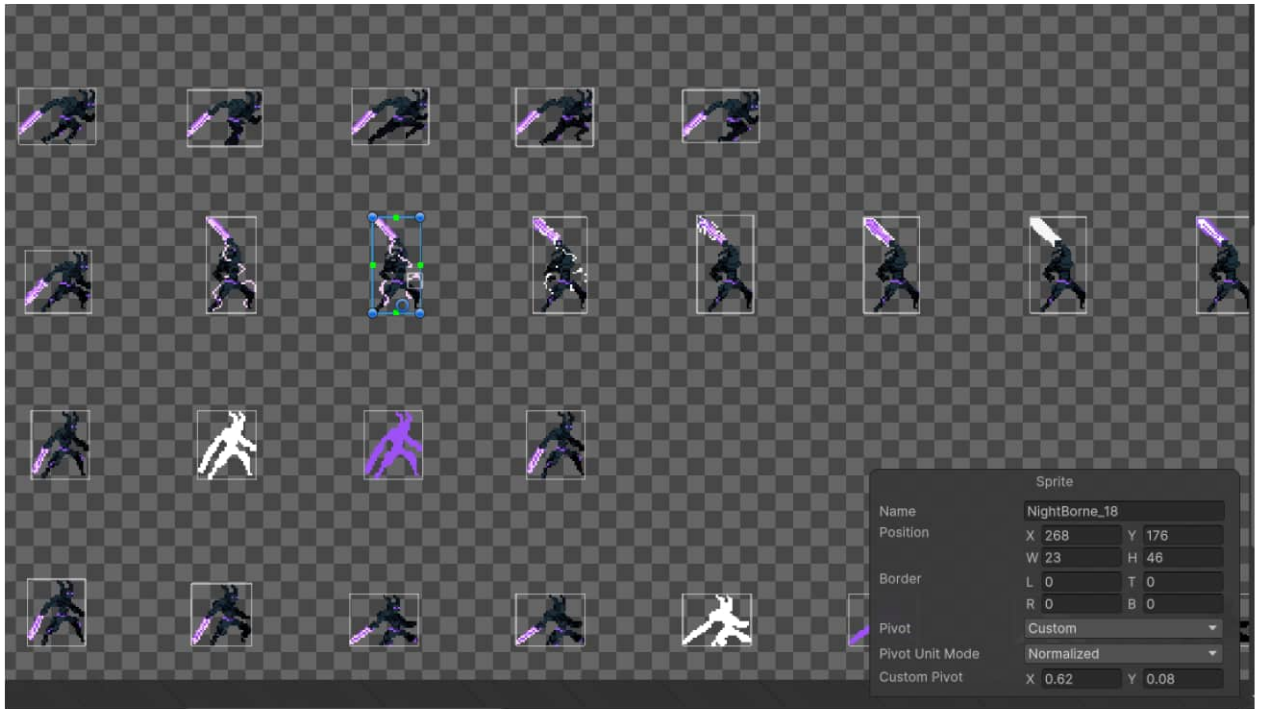 Sprite
Name NightBorne_18
Position X 268 Y 176
W 23 H 46
Border L 0 T 0
R 0 B 0
Pivot Custom
Pivot Unit Mode Normalized
Custom Pivot X 0.62 Y 0.08